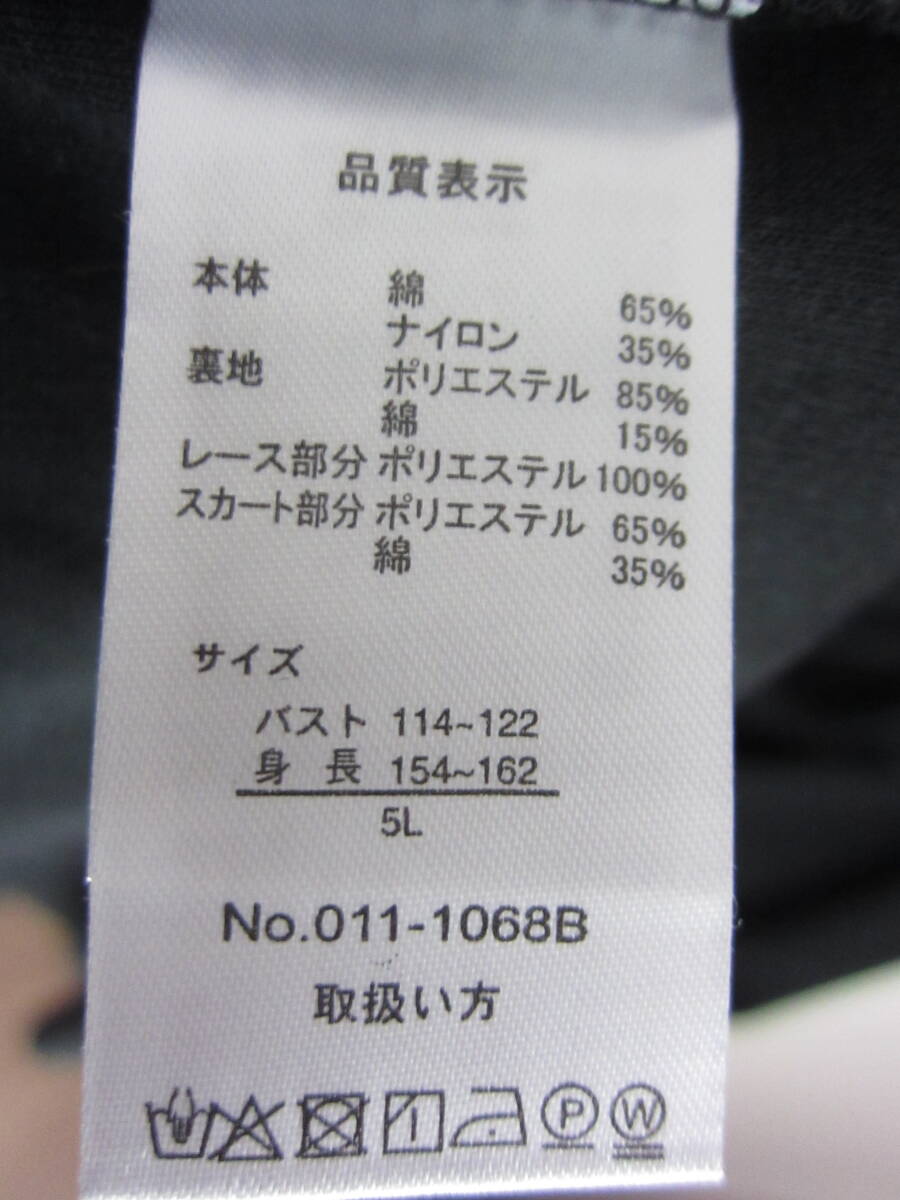 品質表示
本体 綿 65%
ナイロン 35%
裏地 ポリエステル 85%
綿 15%
レース部分 ポリエステル 100%
スカート部分 ポリエステル 65%
綿 35%
サイズ
バスト 114~122
身 長 154~162
5L
No.011-1068B
取扱い方
P W